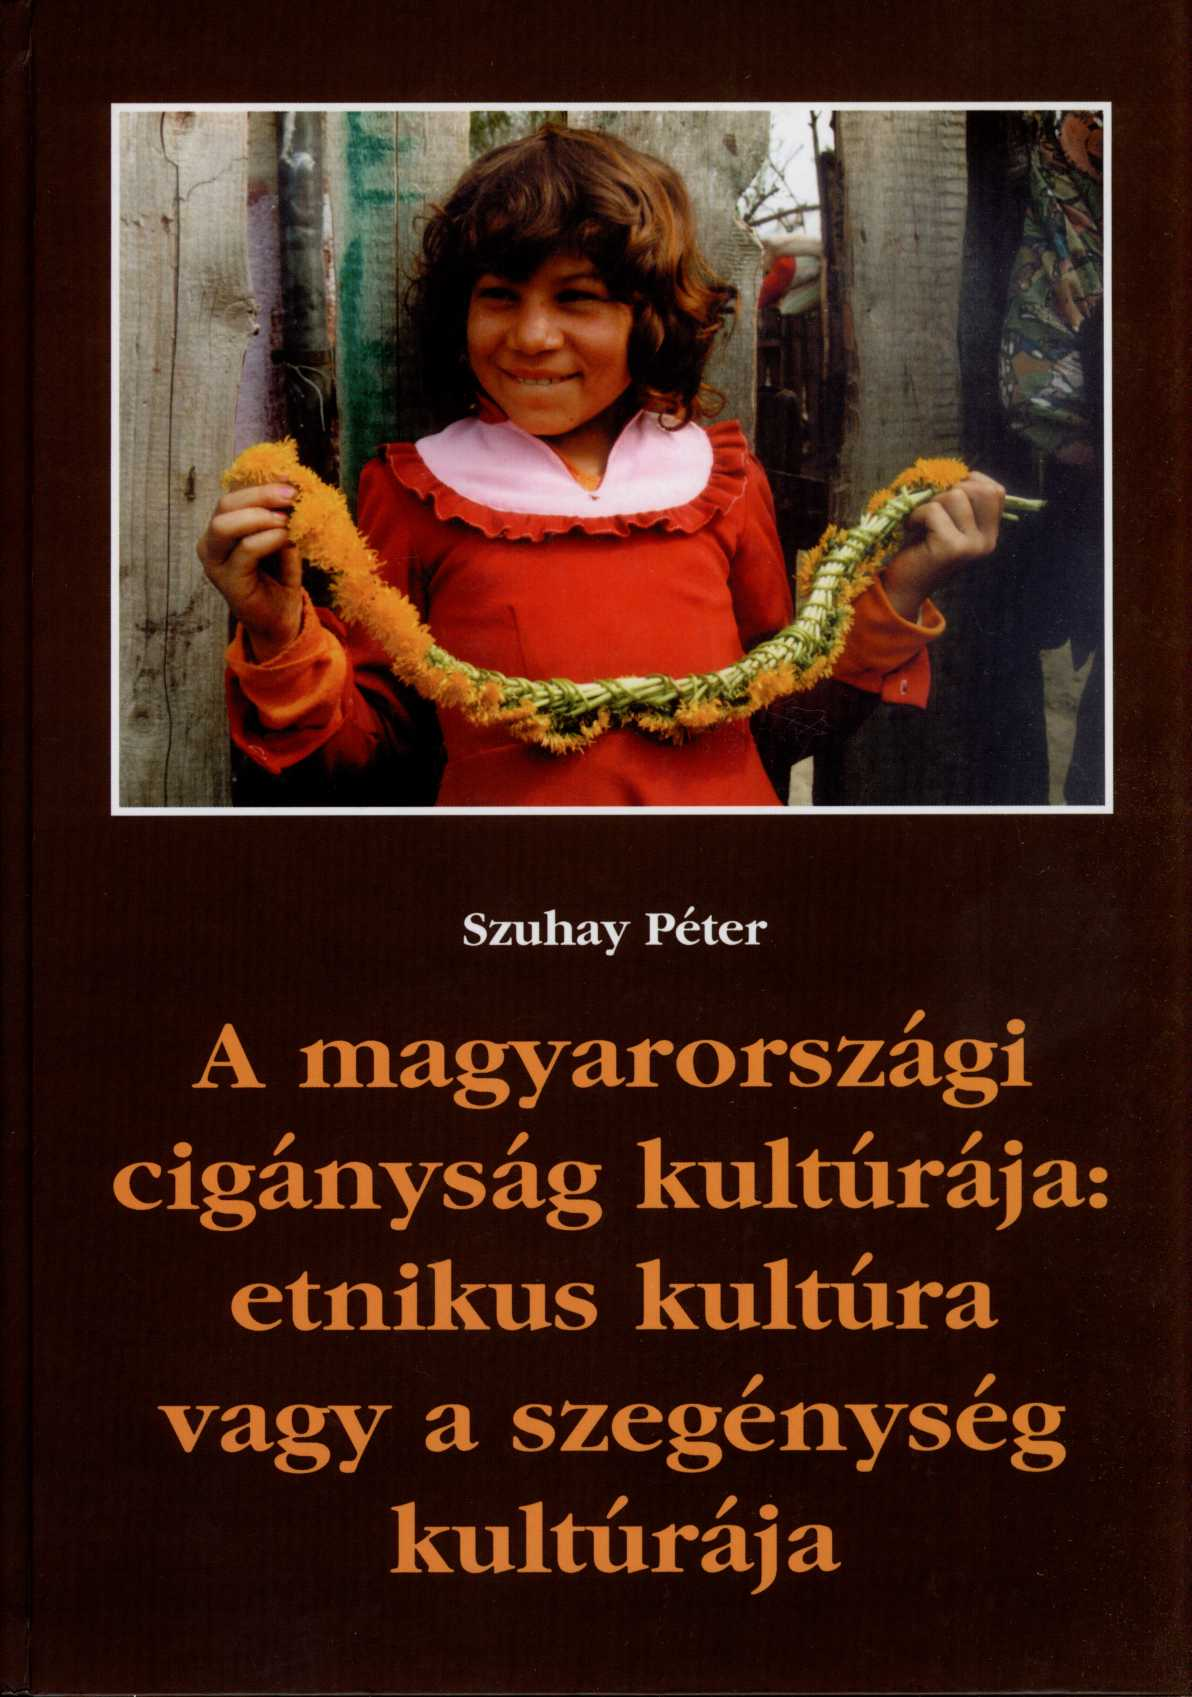 Szuhay Péter
A magyarországi
cigányság kultúrája:
etnikus kultúra
vagy a szegénység
kultúrája